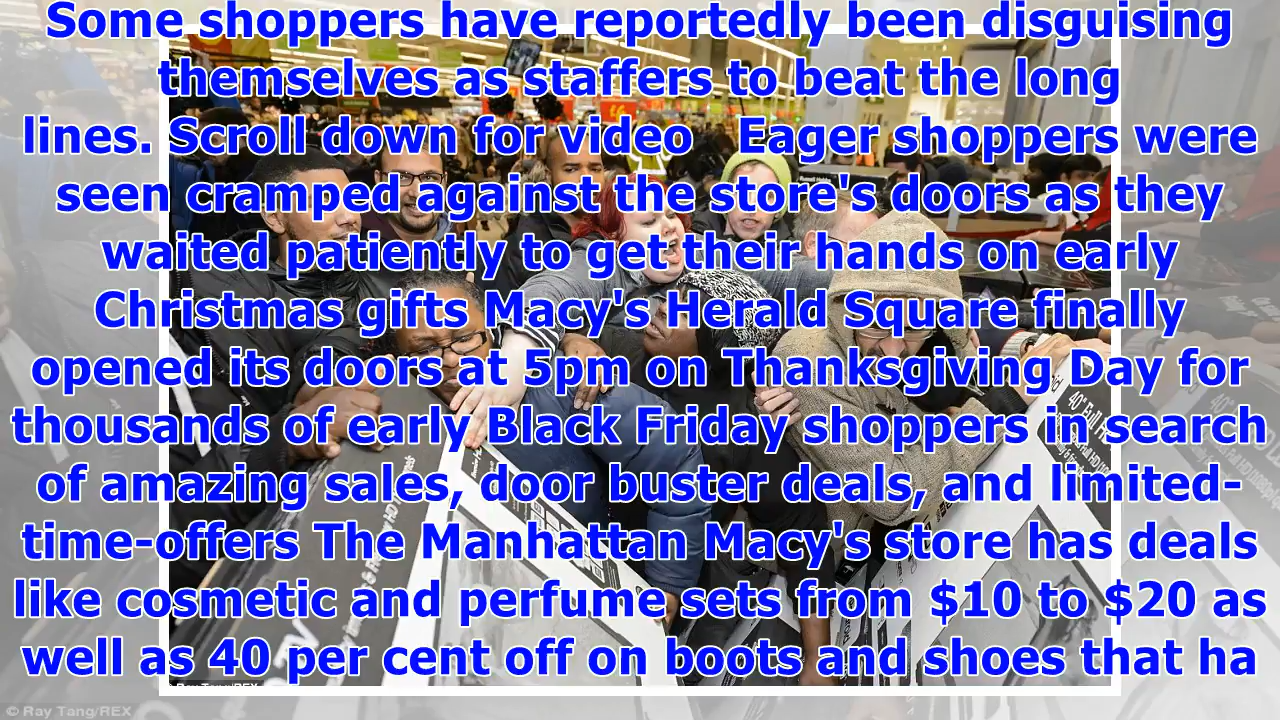 Some shoppers have reportedly been disguising
themselves as staffers to beat the long
lines. Scroll down for video   Eager shoppers were
seen cramped against the store's doors as they
waited patiently to get their hands on early
Christmas gifts Macy's Herald Square finally
opened its doors at 5pm on Thanksgiving Day for
thousands of early Black Friday shoppers in search
of amazing sales, door buster deals, and limited-
time-offers The Manhattan Macy's store has deals
like cosmetic and perfume sets from $10 to $20 as
well as 40 per cent off on boots and shoes that ha
© Ray Tang/REX